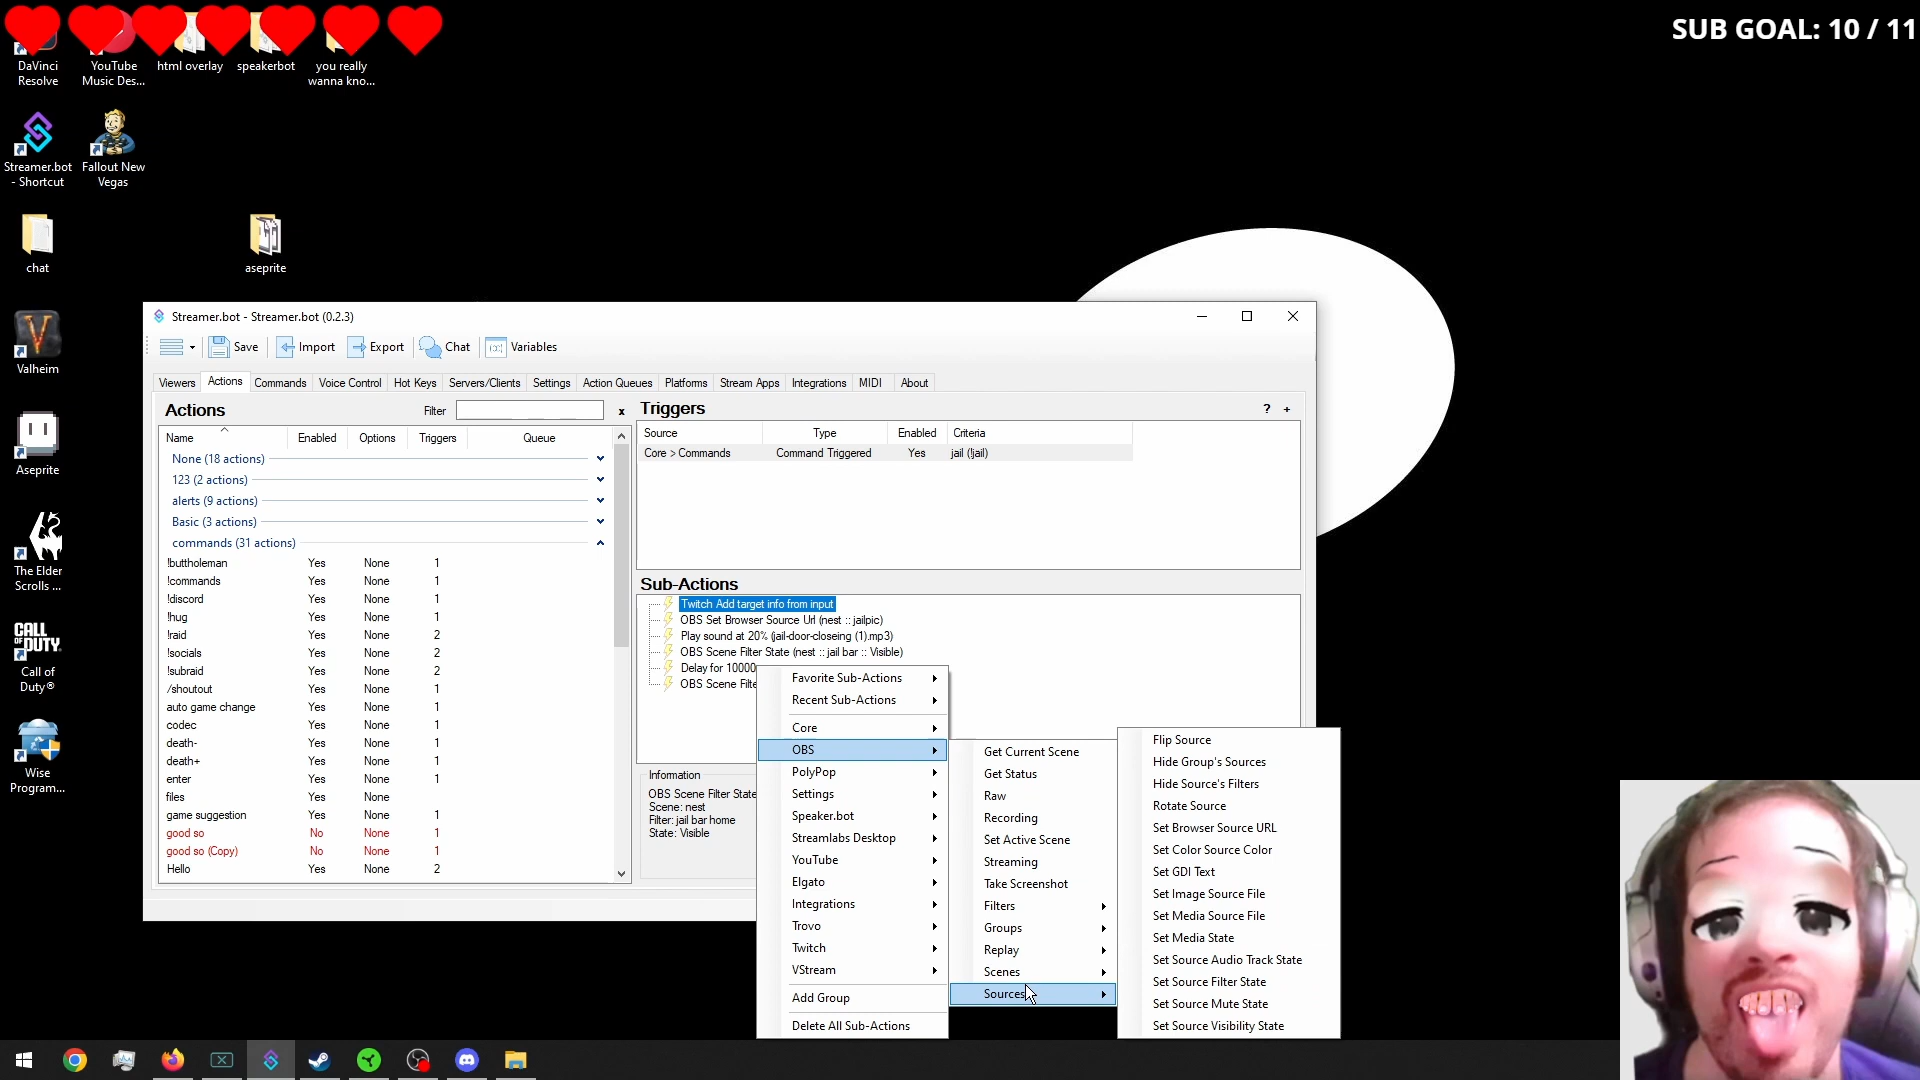 SUB GOAL: 10 / 11
DaVinci
Resolve
YouTube
Music Des...
html overlay
speakerbot
you really
wanna kno...
Streamer.bot
- Shortcut
Fallout New
Vegas
chat
aseprite
Valheim
Aseprite
The Elder
Scrolls ...
CALL OF DUTY
Call of
Duty®
Wise
Program...
Streamer.bot - Streamer.bot (0.2.3)
Save Import Export Chat Variables
Viewers Actions Commands Voice Control Hot Keys Servers/Clients Settings Action Queues Platforms Stream Apps Integrations MIDI About
Actions Filter x
Name Enabled Options Triggers Queue
None (18 actions)
123 (2 actions)
alerts (9 actions)
Basic (3 actions)
commands (31 actions)
!buttholeman Yes None 1
!commands Yes None 1
!discord Yes None 1
!hug Yes None 1
!raid Yes None 2
!socials Yes None 2
!subraid Yes None 2
/shoutout Yes None 1
auto game change Yes None 1
codec Yes None 1
death- Yes None 1
death+ Yes None 1
enter Yes None 1
files Yes None
game suggestion Yes None 1
good so No None 1
good so (Copy) No None 1
Hello Yes None 2
Triggers ? +
Source Type Enabled Criteria
Core > Commands Command Triggered Yes jail (!jail)
Sub-Actions
Twitch Add target info from input
OBS Set Browser Source Url (nest :: jailpic)
Play sound at 20% (jail-door-closeing (1).mp3)
OBS Scene Filter State (nest :: jail bar :: Visible)
Delay for 10000
OBS Scene Filte
Information
OBS Scene Filter State
Scene: nest
Filter: jail bar home
State: Visible
Favorite Sub-Actions
Recent Sub-Actions
Core
OBS
PolyPop
Settings
Speaker.bot
Streamlabs Desktop
YouTube
Elgato
Integrations
Trovo
Twitch
VStream
Add Group
Delete All Sub-Actions
Get Current Scene
Get Status
Raw
Recording
Set Active Scene
Streaming
Take Screenshot
Filters
Groups
Replay
Scenes
Sources
Flip Source
Hide Group's Sources
Hide Source's Filters
Rotate Source
Set Browser Source URL
Set Color Source Color
Set GDI Text
Set Image Source File
Set Media Source File
Set Media State
Set Source Audio Track State
Set Source Filter State
Set Source Mute State
Set Source Visibility State